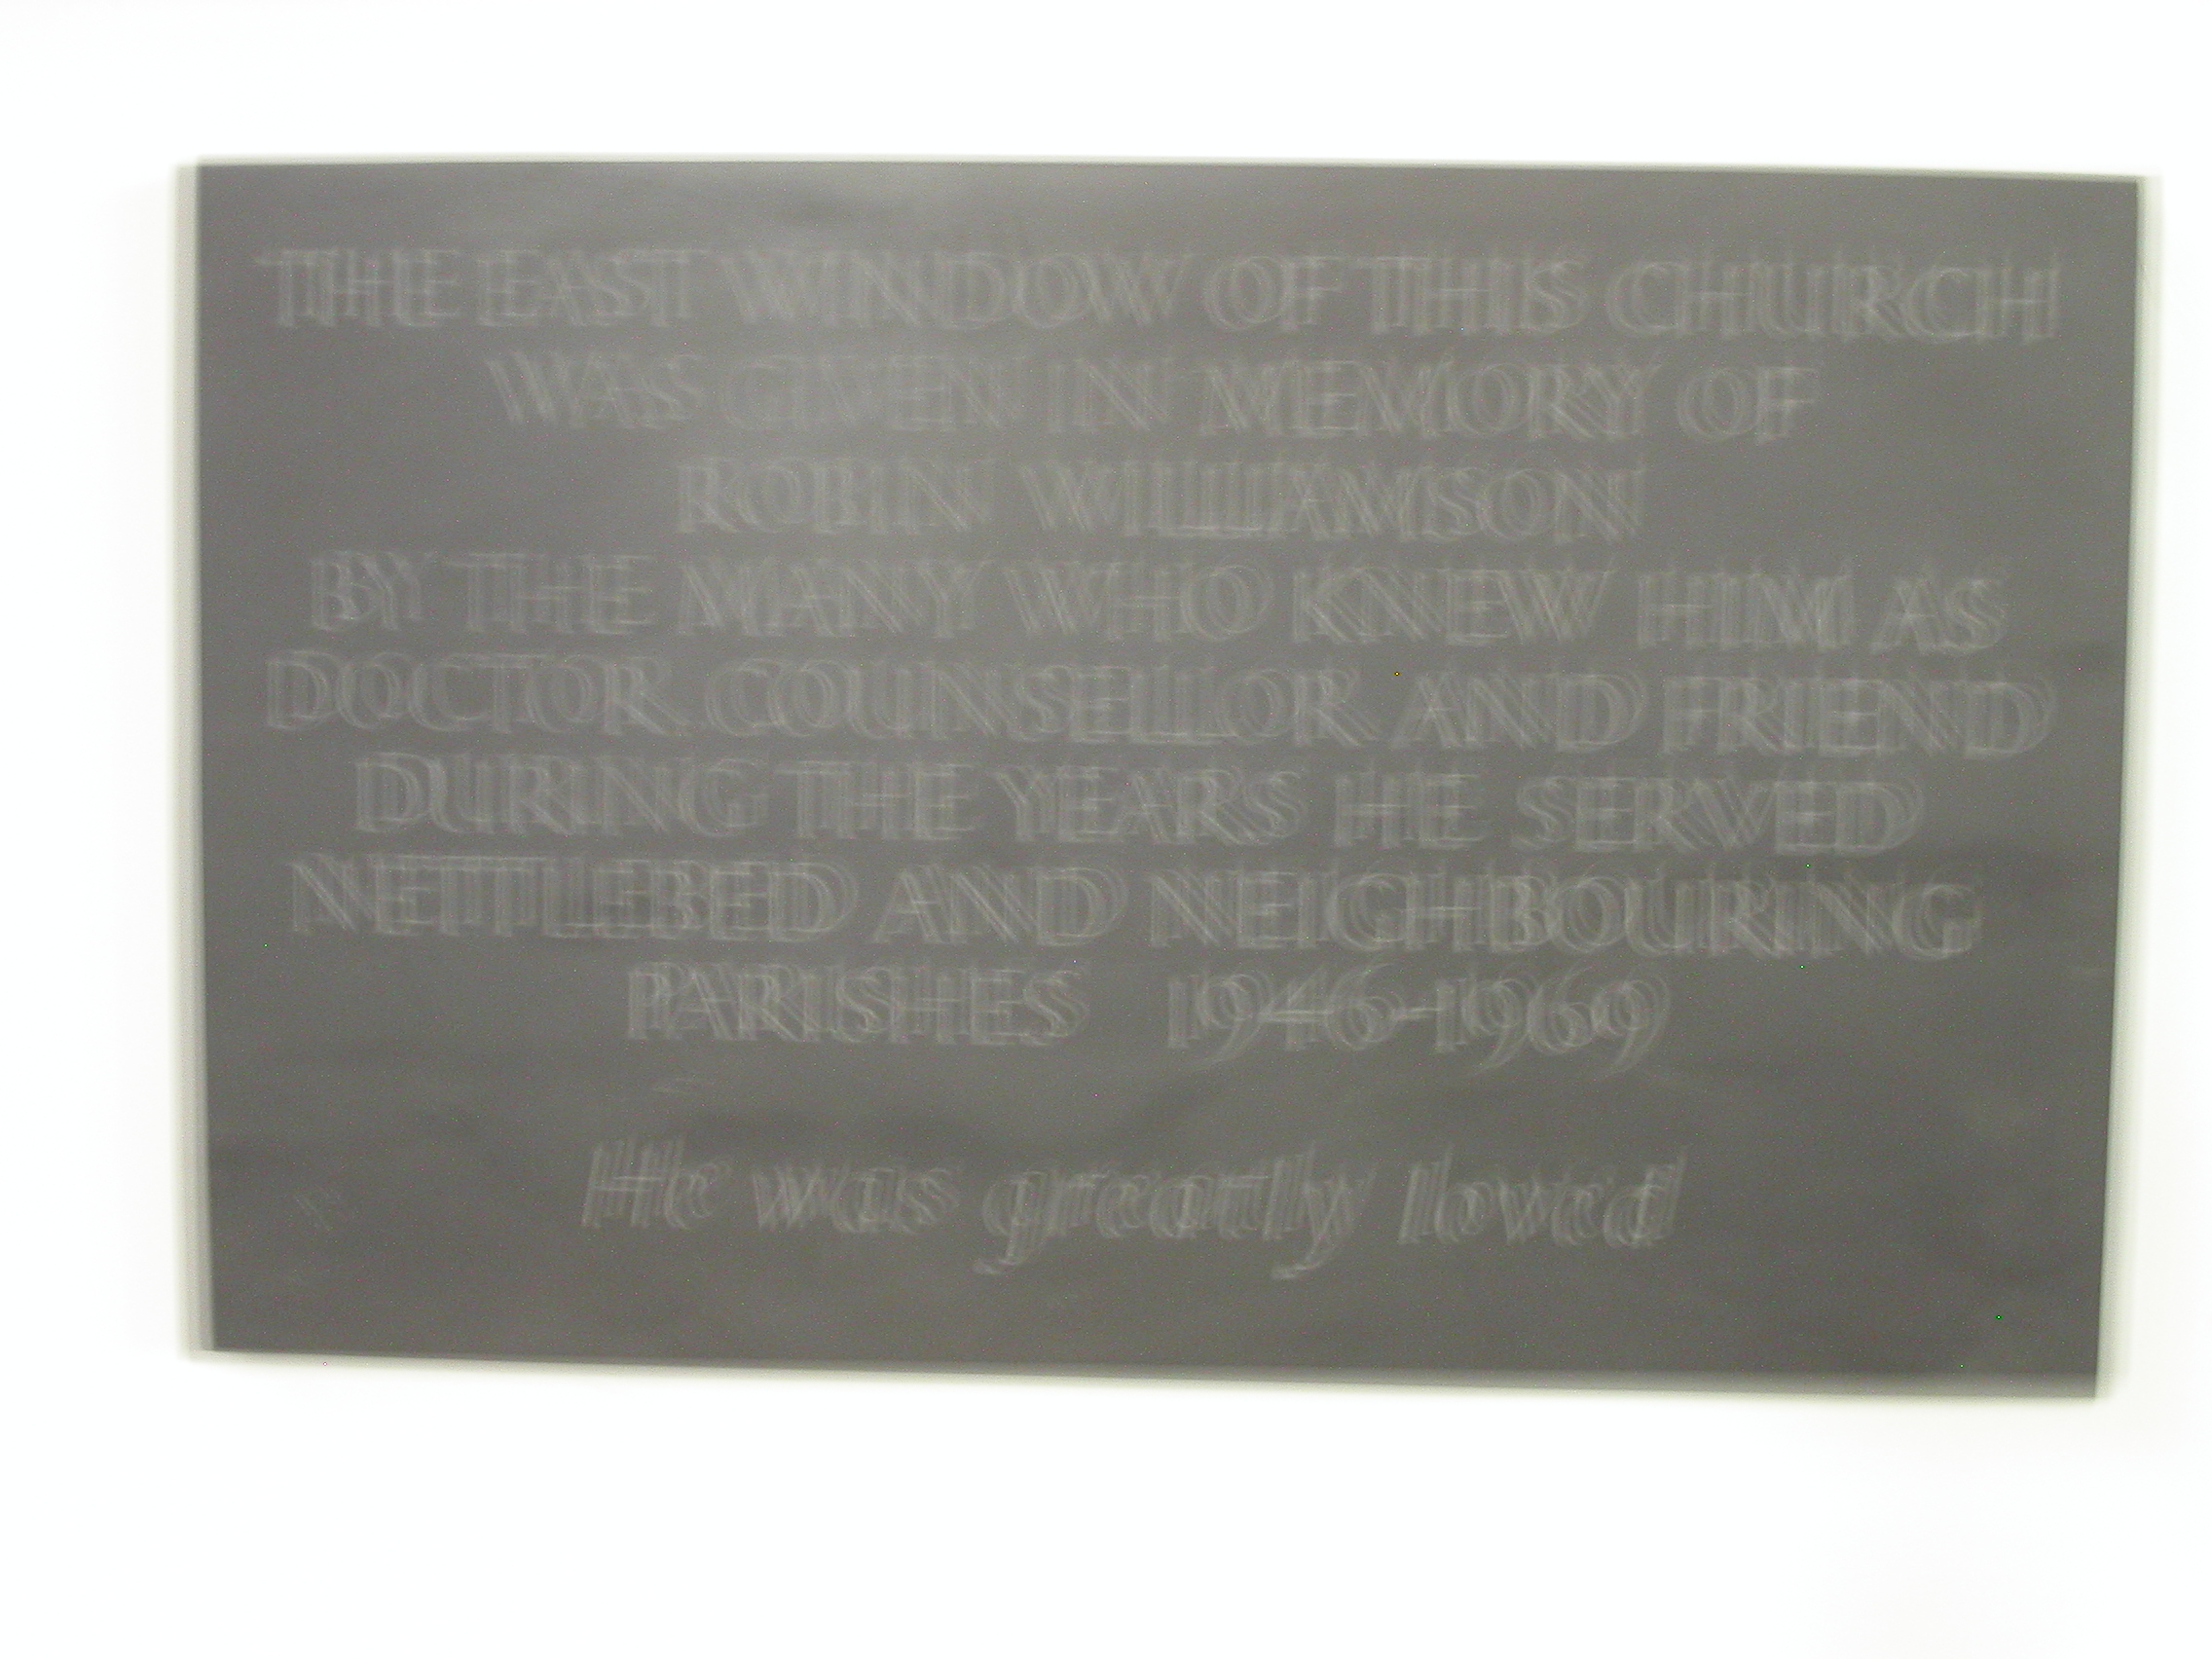 THE EAST WINDOW OF THIS CHURCH
WAS GIVEN IN MEMORY OF
ROBIN WILLIAMSON
BY THE MANY WHO KNEW HIM AS
DOCTOR COUNSELLOR AND FRIEND
DURING THE YEARS HE SERVED
NETTLEBED AND NEIGHBOURING
PARISHES 1946-1969
He was greatly loved